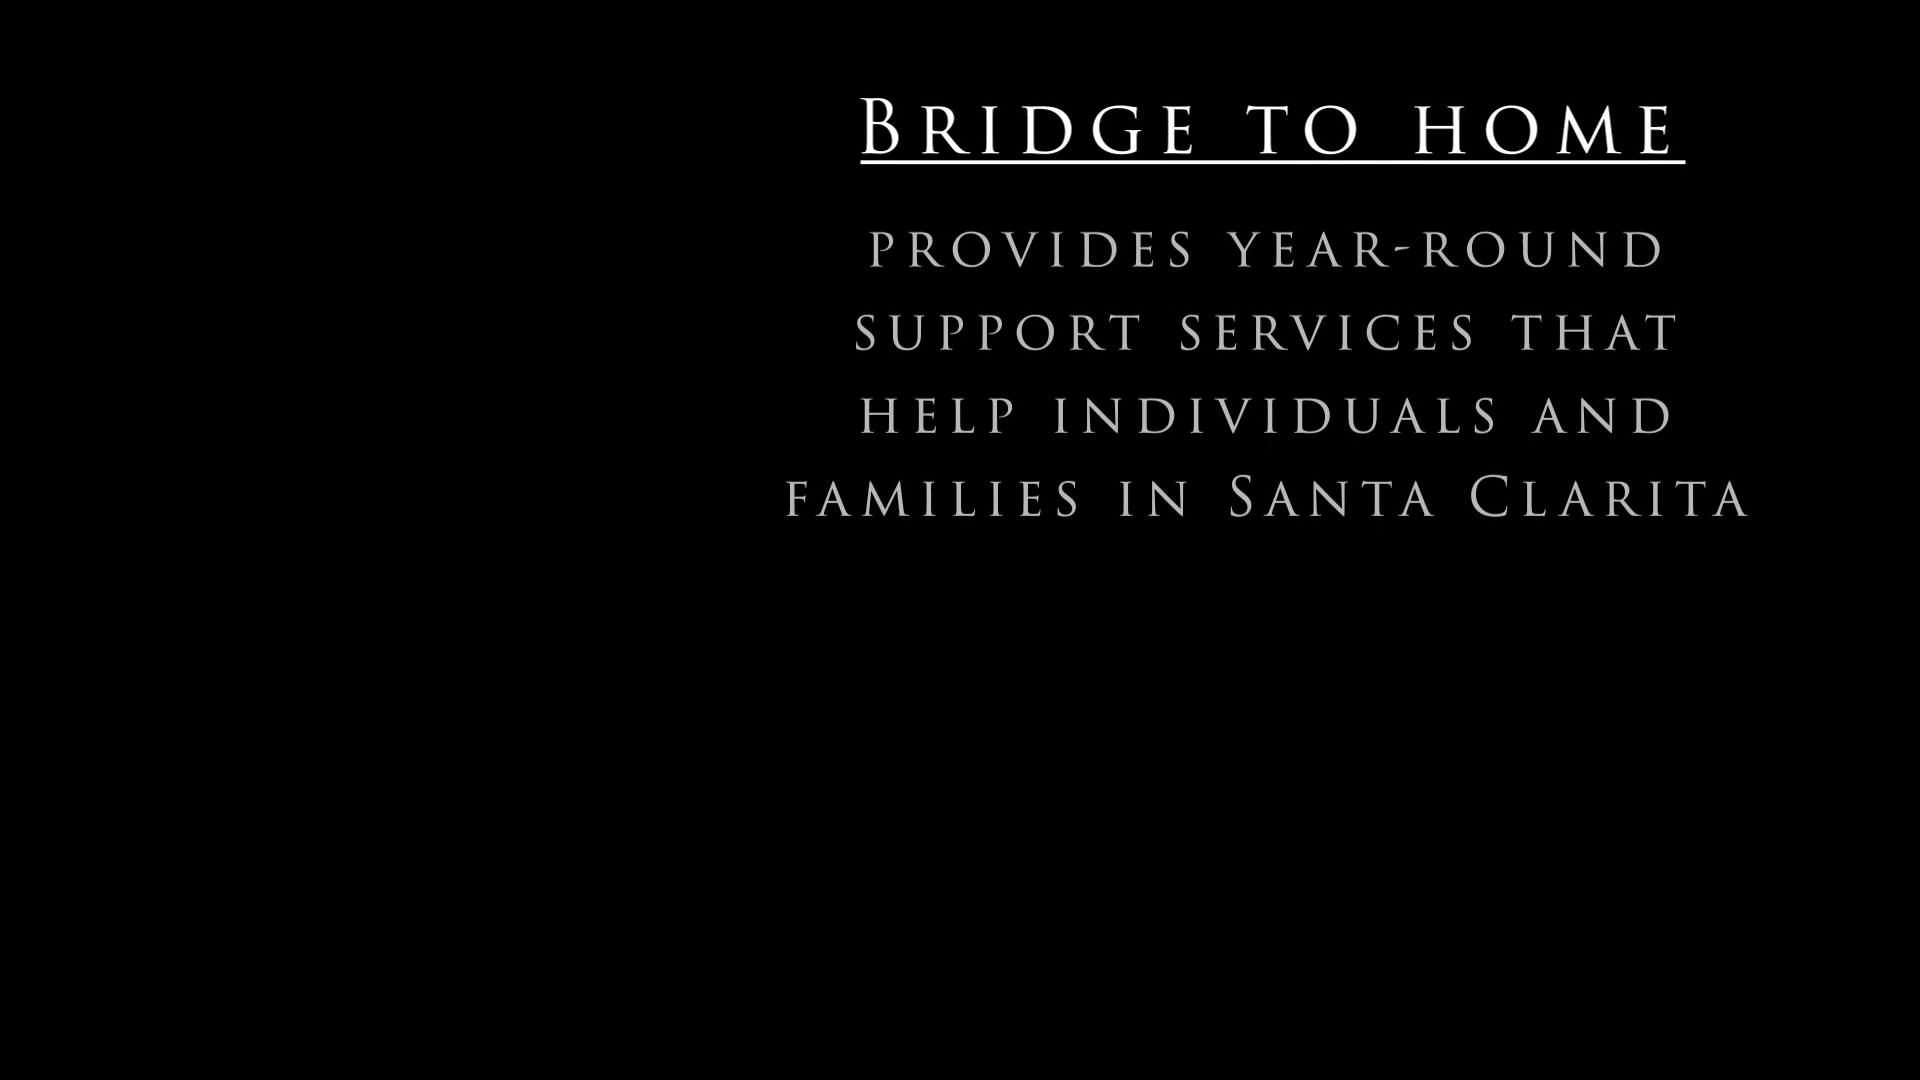 Bridge to home
provides year-round
support services that
help individuals and
families in Santa Clarita